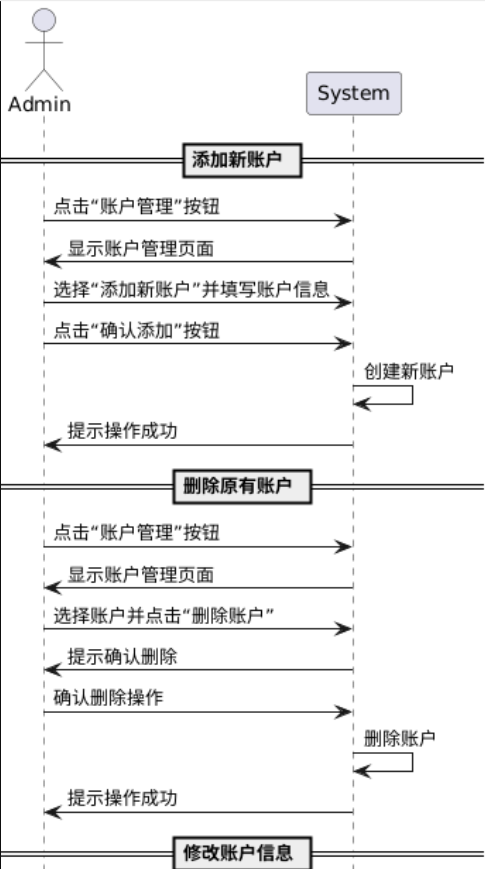 Admin
System
添加新账户
点击“账户管理”按钮
显示账户管理页面
选择“添加新账户”并填写账户信息
点击“确认添加”按钮
创建新账户
提示操作成功
删除原有账户
点击“账户管理”按钮
显示账户管理页面
选择账户并点击“删除账户”
提示确认删除
确认删除操作
删除账户
提示操作成功
修改账户信息